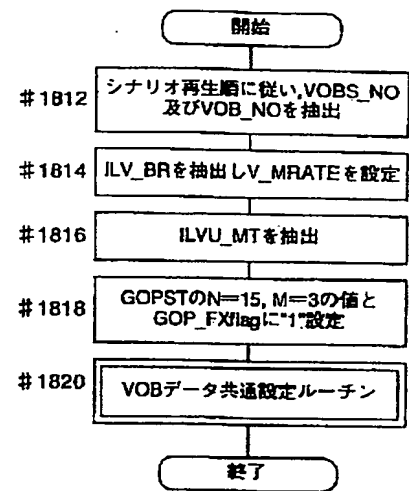 開始
#1812
シナリオ再生順に従い,VOBS_NO
及びVOB_NOを抽出
#1814
ILV_BRを抽出しV_MRATEを設定
#1816
ILVU_MTを抽出
#1818
GOPSTのN=15, M=3の値と
GOP_FXflagに"1"設定
#1820
VOBデータ共通設定ルーチン
終了